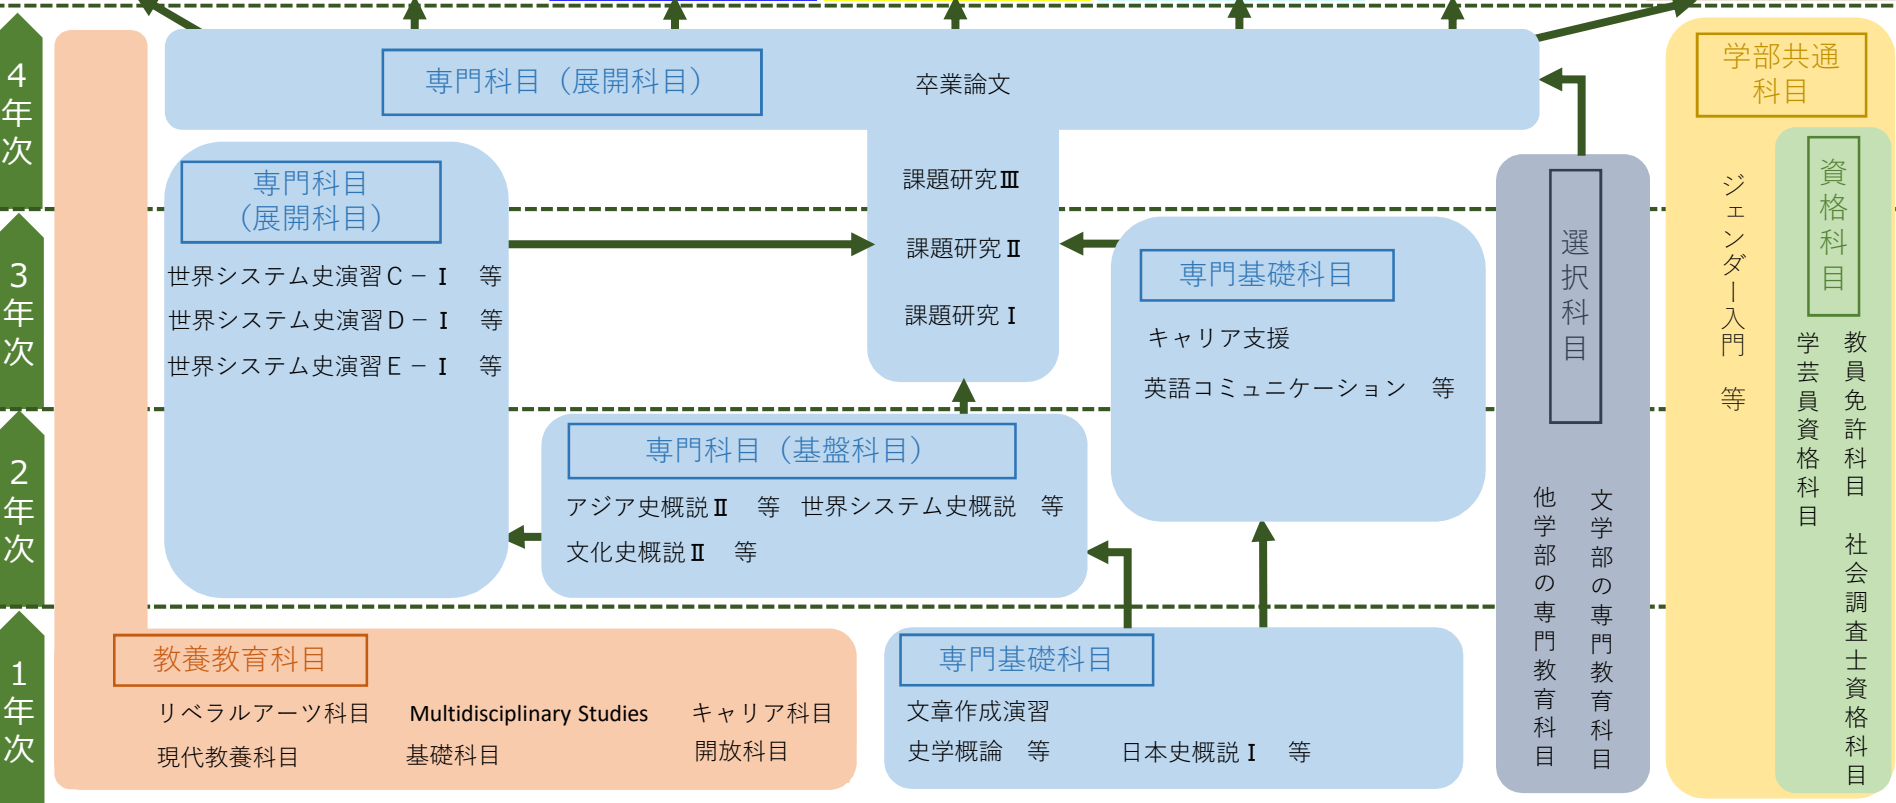 4年次
専門科目（展開科目）
卒業論文
学部共通
科目
専門科目
（展開科目）
課題研究Ⅲ
資格科目
ジェンダー入門　等
3年次
世界システム史演習C－Ⅰ　等
世界システム史演習D－Ⅰ　等
世界システム史演習E－Ⅰ　等
課題研究Ⅱ
課題研究Ⅰ
専門基礎科目
キャリア支援
英語コミュニケーション　等
選択科目
教員免許科目　社会調査士資格科目
学芸員資格科目
2年次
専門科目（基盤科目）
アジア史概説Ⅱ　等　世界システム史概説　等
文化史概説Ⅱ　等
文学部の専門教育科目
他学部の専門教育科目
1年次
教養教育科目
リベラルアーツ科目　Multidisciplinary Studies　キャリア科目
現代教養科目　基礎科目　開放科目
専門基礎科目
文章作成演習
史学概論　等　日本史概説Ⅰ　等